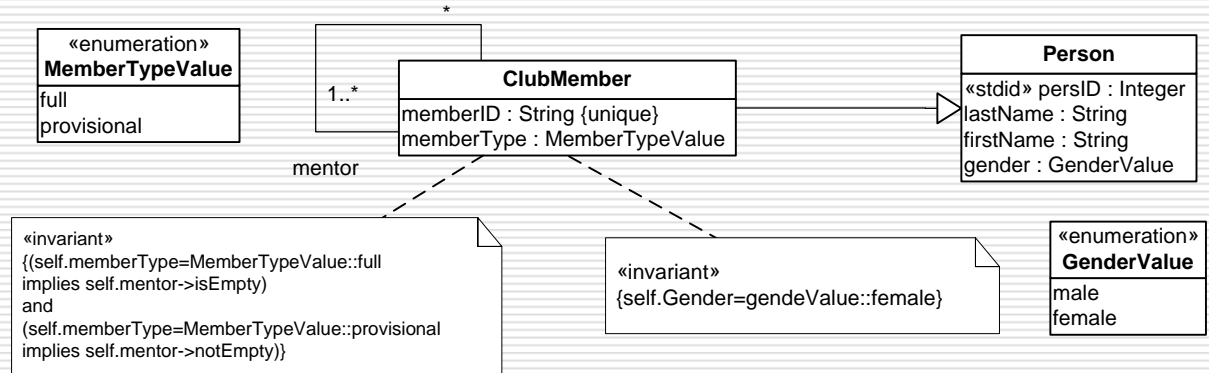 *
«enumeration»
MemberTypeValue
full
provisional
1..*
mentor
ClubMember
memberID : String {unique}
memberType : MemberTypeValue
Person
«stdid» persID : Integer
lastName : String
firstName : String
gender : GenderValue
«invariant»
{(self.memberType=MemberTypeValue::full
implies self.mentor->isEmpty)
and
(self.memberType=MemberTypeValue::provisional
implies self.mentor->notEmpty)}
«invariant»
{self.Gender=gendeValue::female}
«enumeration»
GenderValue
male
female